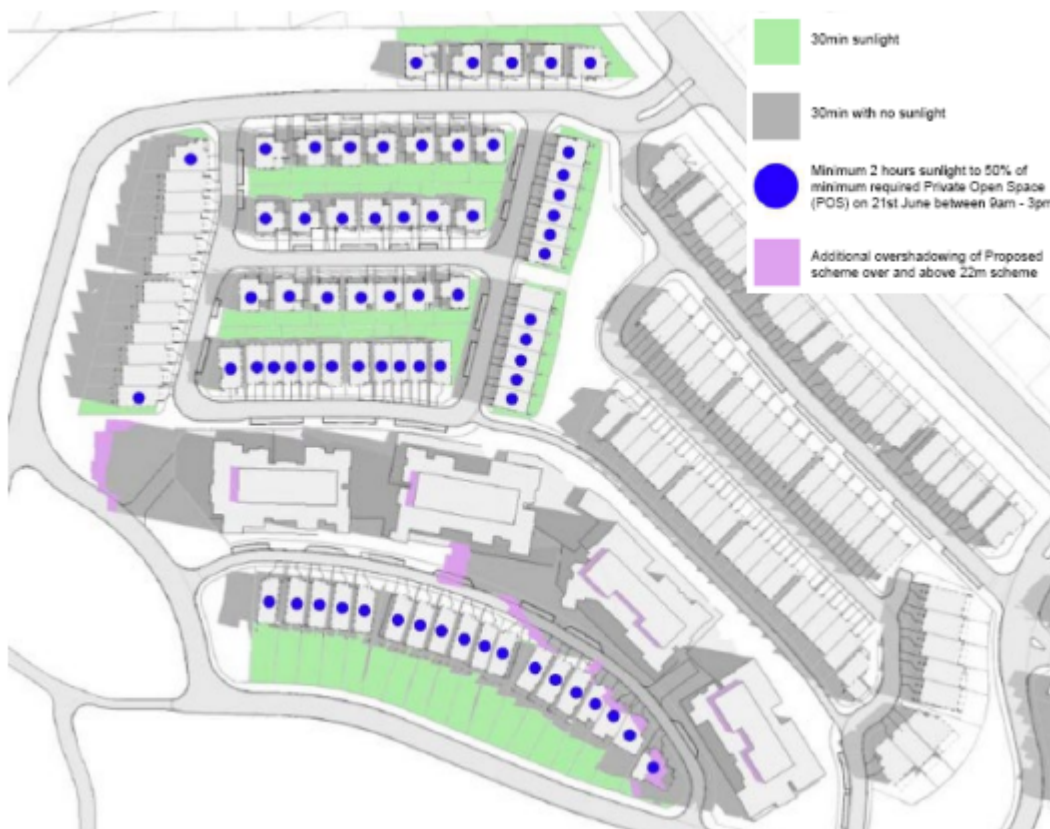 30min sunlight
30min with no sunlight
Minimum 2 hours sunlight to 50% of
minimum required Private Open Space
(POS) on 21st June between 9am - 3pm
Additional overshadowing of Proposed
scheme over and above 22m scheme